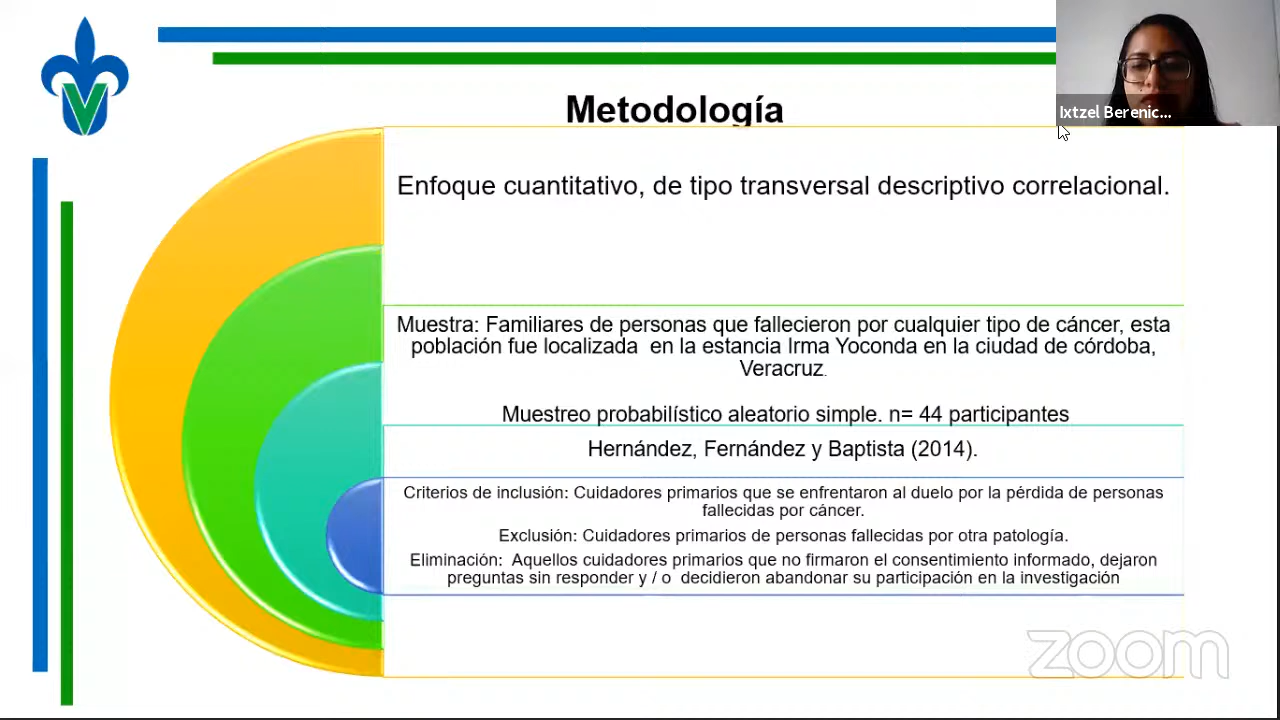 Metodología
Ixtzel Berenic...
Enfoque cuantitativo, de tipo transversal descriptivo correlacional.
Muestra: Familiares de personas que fallecieron por cualquier tipo de cáncer, esta
población fue localizada en la estancia Irma Yoconda en la ciudad de córdoba,
Veracruz.
Muestreo probabilístico aleatorio simple. n= 44 participantes
Hernández, Fernández y Baptista (2014).
Criterios de inclusión: Cuidadores primarios que se enfrentaron al duelo por la pérdida de personas
fallecidas por cáncer.
Exclusión: Cuidadores primarios de personas fallecidas por otra patología.
Eliminación: Aquellos cuidadores primarios que no firmaron el consentimiento informado, dejaron
preguntas sin responder y / o decidieron abandonar su participación en la investigación
zoom